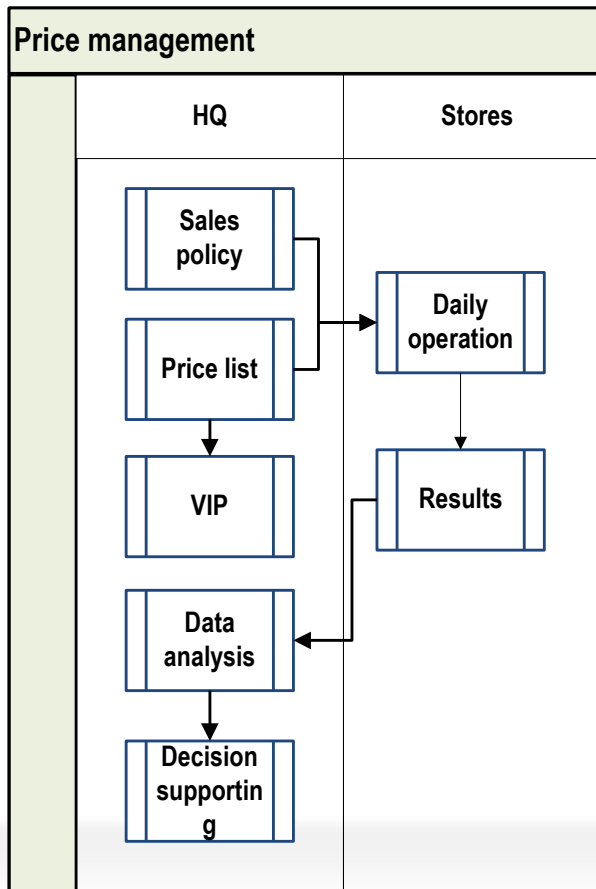 Price management
HQ
Stores
Sales
policy
Daily
operation
Price list
VIP
Results
Data
analysis
Decision
supportin
g